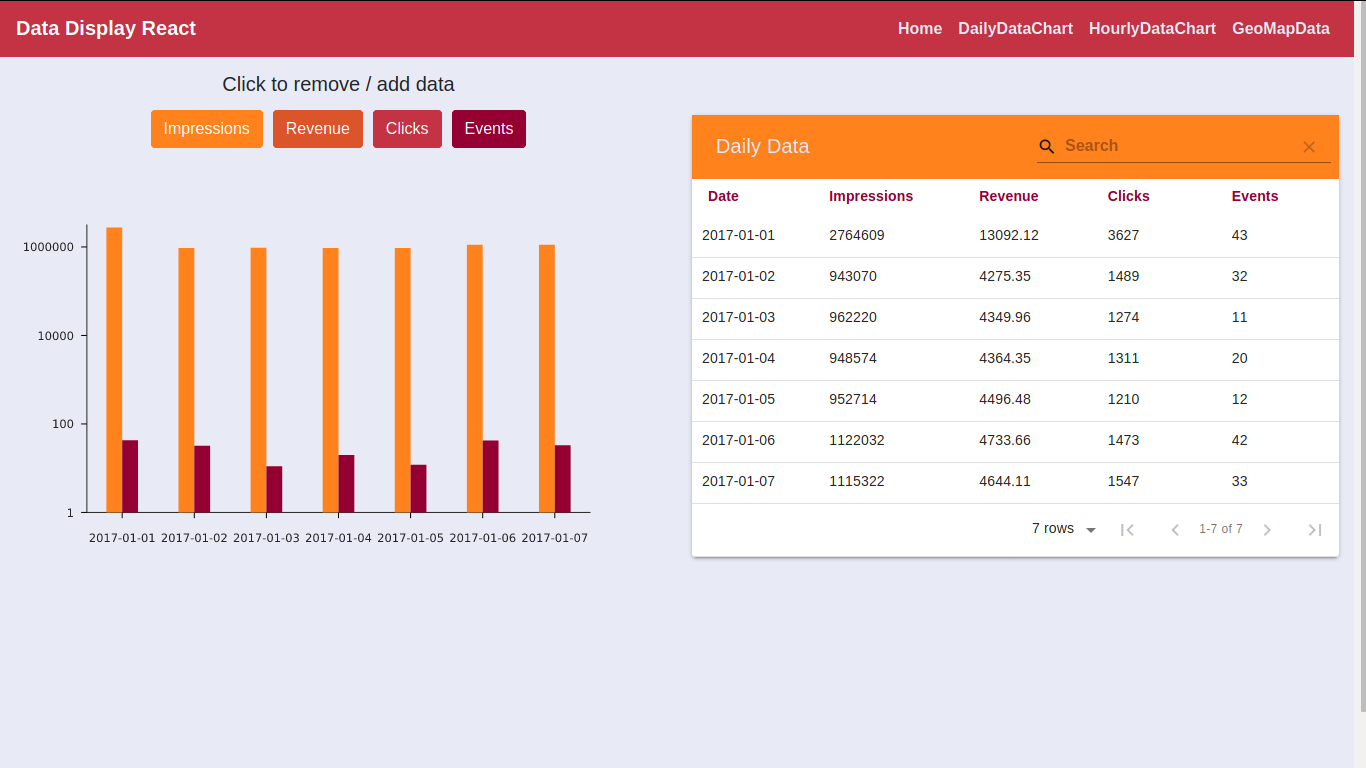 Data Display React
Home DailyDataChart HourlyDataChart GeoMapData
Click to remove / add data
Impressions Revenue Clicks Events
1000000
10000
100
1
2017-01-01 2017-01-02 2017-01-03 2017-01-04 2017-01-05 2017-01-06 2017-01-07
Daily Data
Search
Date Impressions Revenue Clicks Events
2017-01-01 2764609 13092.12 3627 43
2017-01-02 943070 4275.35 1489 32
2017-01-03 962220 4349.96 1274 11
2017-01-04 948574 4364.35 1311 20
2017-01-05 952714 4496.48 1210 12
2017-01-06 1122032 4733.66 1473 42
2017-01-07 1115322 4644.11 1547 33
7 rows 1-7 of 7